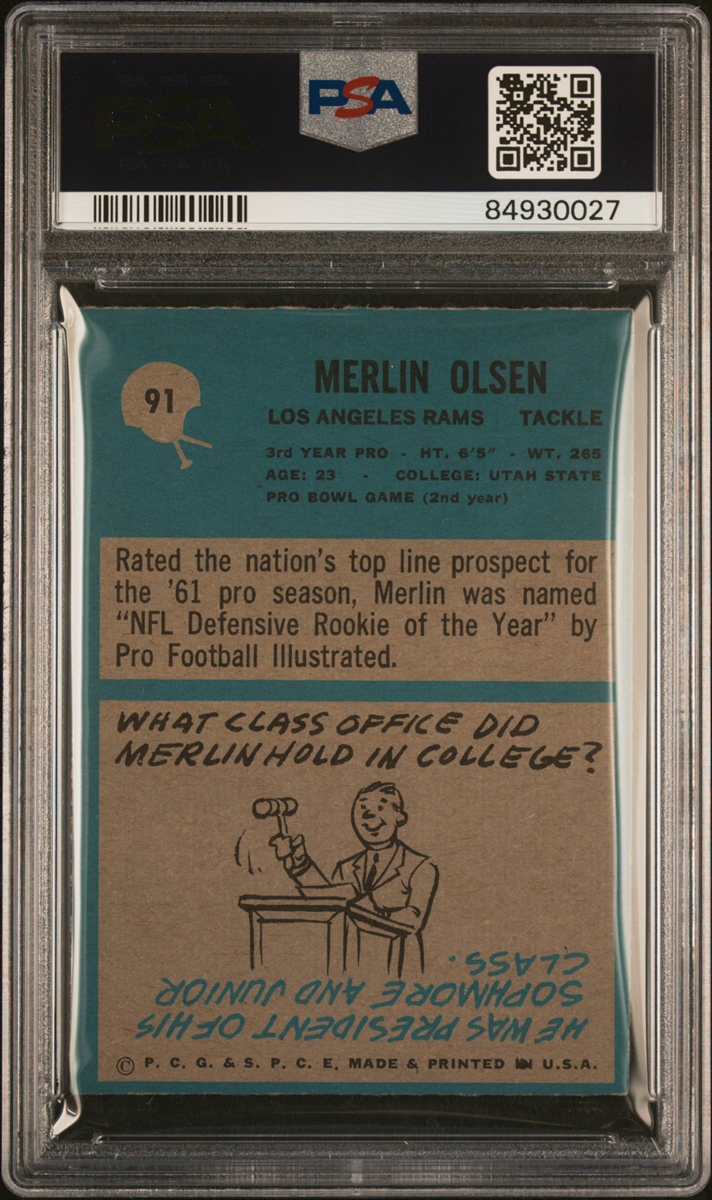 PSA
84930027
91
MERLIN OLSEN
LOS ANGELES RAMS TACKLE
3rd YEAR PRO - HT. 6'5" - WT. 265
AGE: 23 - COLLEGE: UTAH STATE
PRO BOWL GAME (2nd year)
Rated the nation's top line prospect for
the '61 pro season, Merlin was named
"NFL Defensive Rookie of the Year" by
Pro Football Illustrated.
WHAT CLASS OFFICE DID
MERLIN HOLD IN COLLEGE?
HE WAS PRESIDENT OF HIS
SOPHMORE AND JUNIOR
CLASS.
© P. C. G. & S. P. C. E. MADE & PRINTED IN U.S.A.